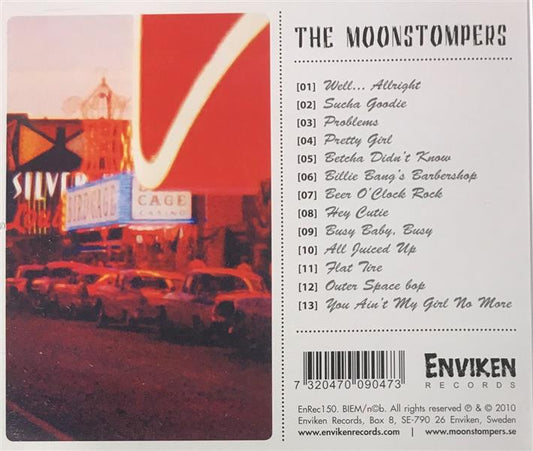 THE MOONSTOMPERS
[01] Well... Allright
[02] Sucha Goodie
[03] Problems
[04] Pretty Girl
[05] Betcha Didn't Know
[06] Billie Bang's Barbershop
[07] Beer O'Clock Rock
[08] Hey Cutie
[09] Busy Baby, Busy
[10] All Juiced Up
[11] Flat Tire
[12] Outer Space bop
[13] You Ain't My Girl No More
SILVER
BIRDCAGE
CAGE
CASINO
7 320470 090473
ENVIKEN
RECORDS
EnRec150. BIEM/n©b. All rights reserved ℗ & © 2010
Enviken Records, Box 8, SE-790 26 Enviken, Sweden
www.envikenrecords.com www.moonstompers.se